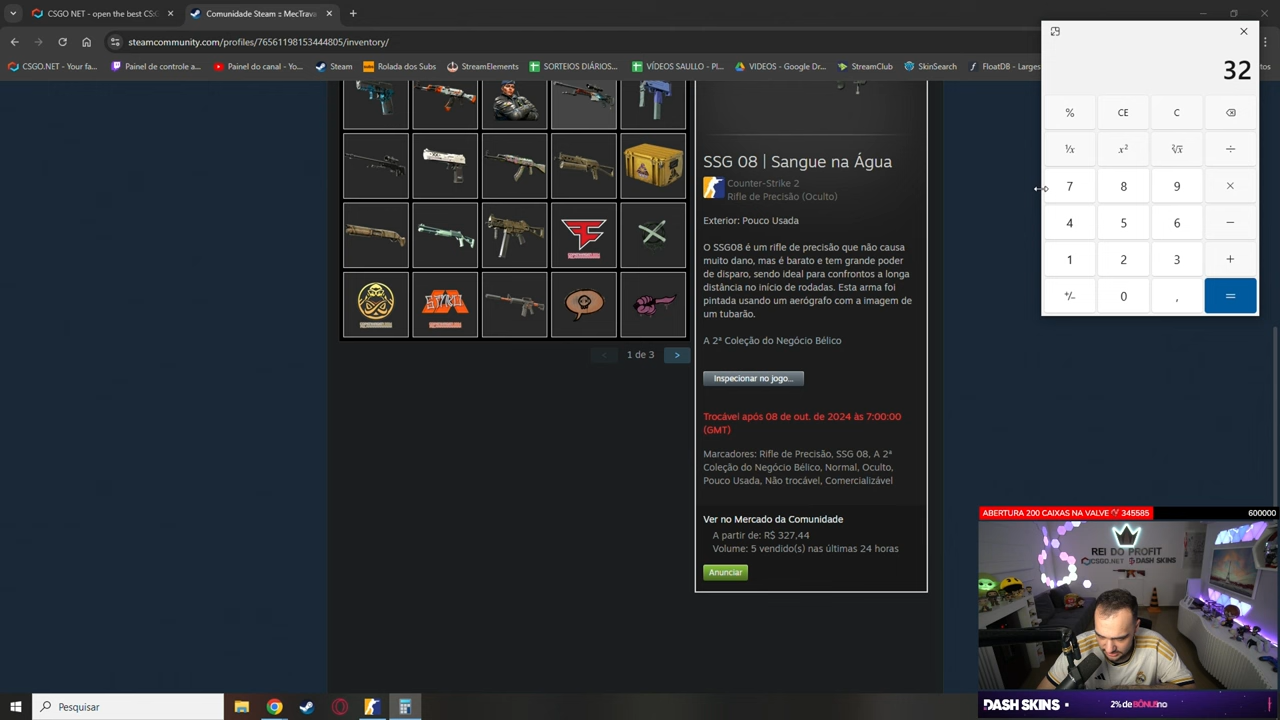 CSGO NET - open the best CS:
Comunidade Steam :: MecTrava
steamcommunity.com/profiles/76561198153444805/inventory/
CSGO.NET - Your fa...
Painel de controle a...
Painel do canal - Yo...
Steam
Rolada dos Subs
StreamElements
SORTEIOS DIÁRIOS...
VÍDEOS SAULLO - Pl...
VIDEOS - Google Dr...
StreamClub
SkinSearch
FloatDB - Larges
tos
32
% CE C
¹/x x² ²√x ÷
7 8 9 ×
4 5 6 −
1 2 3 +
+/− 0 , =
SSG 08 | Sangue na Água
Counter-Strike 2
Rifle de Precisão (Oculto)
Exterior: Pouco Usada
O SSG08 é um rifle de precisão que não causa
muito dano, mas é barato e tem grande poder
de disparo, sendo ideal para confrontos a longa
distância no início de rodadas. Esta arma foi
pintada usando um aerógrafo com a imagem de
um tubarão.
A 2ª Coleção do Negócio Bélico
1 de 3 >
Inspecionar no jogo...
Trocável após 08 de out. de 2024 às 7:00:00
(GMT)
Marcadores: Rifle de Precisão, SSG 08, A 2ª
Coleção do Negócio Bélico, Normal, Oculto,
Pouco Usada, Não trocável, Comercializável
Ver no Mercado da Comunidade
A partir de: R$ 327,44
Volume: 5 vendido(s) nas últimas 24 horas
Anunciar
ABERTURA 200 CAIXAS NA VALVE 345585
600000
REI DO PROFIT
CSGO.NET DASH SKINS
DASH SKINS
2% de BÔNUS no
Pesquisar